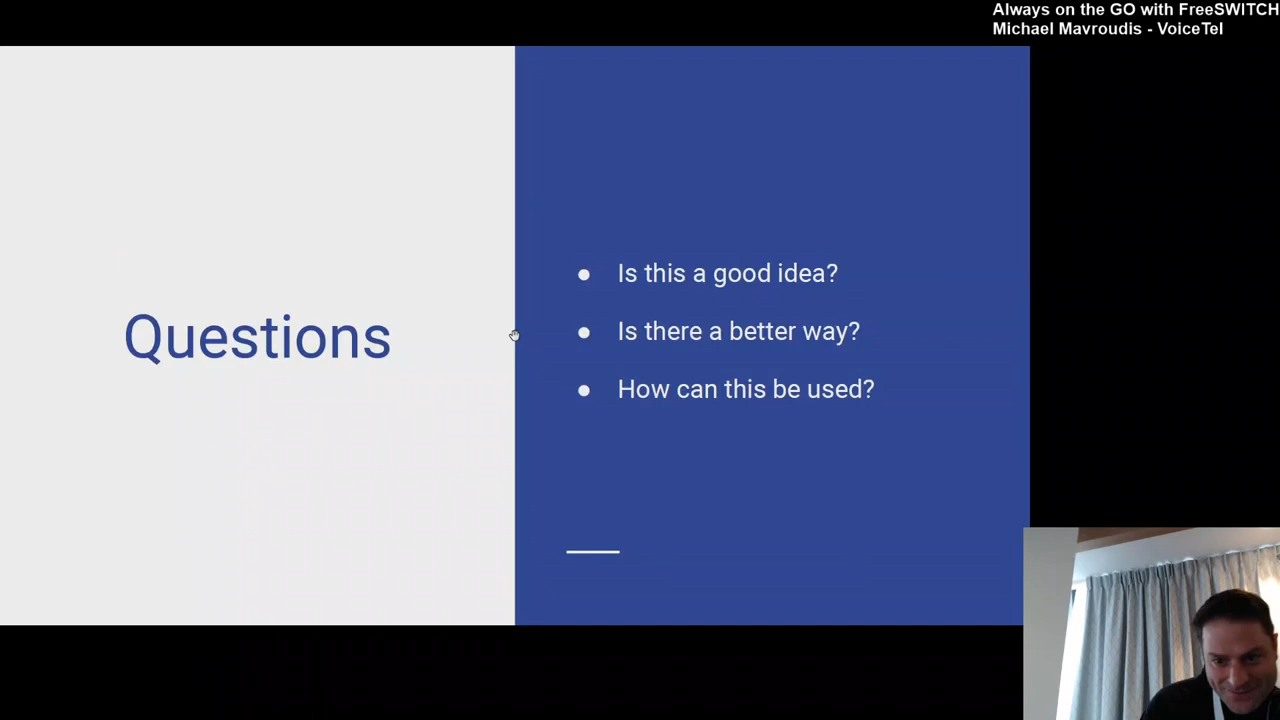 Always on the GO with FreeSWITCH
Michael Mavroudis - VoiceTel
Questions
● Is this a good idea?
● Is there a better way?
● How can this be used?